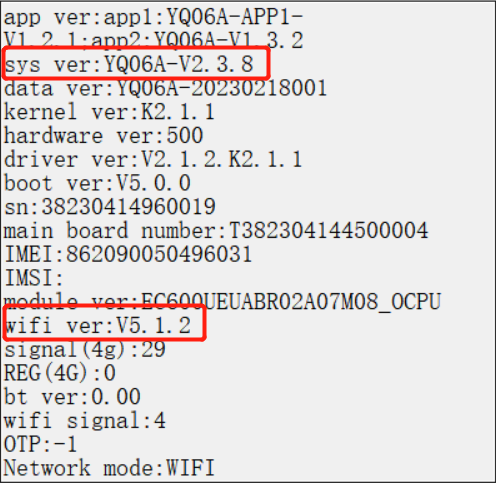 app ver:app1:YQ06A-APP1-
V1.2.1;app2:YQ06A-V1.3.2
sys ver:YQ06A-V2.3.8
data ver:YQ06A-20230218001
kernel ver:K2.1.1
hardware ver:500
driver ver:V2.1.2.K2.1.1
boot ver:V5.0.0
sn:38230414960019
main board number:T382304144500004
IMEI:862090050496031
IMSI:
module ver:EC600UEUABR02A07M08_OCPU
wifi ver:V5.1.2
signal(4g):29
REG(4G):0
bt ver:0.00
wifi signal:4
OTP:-1
Network mode:WIFI